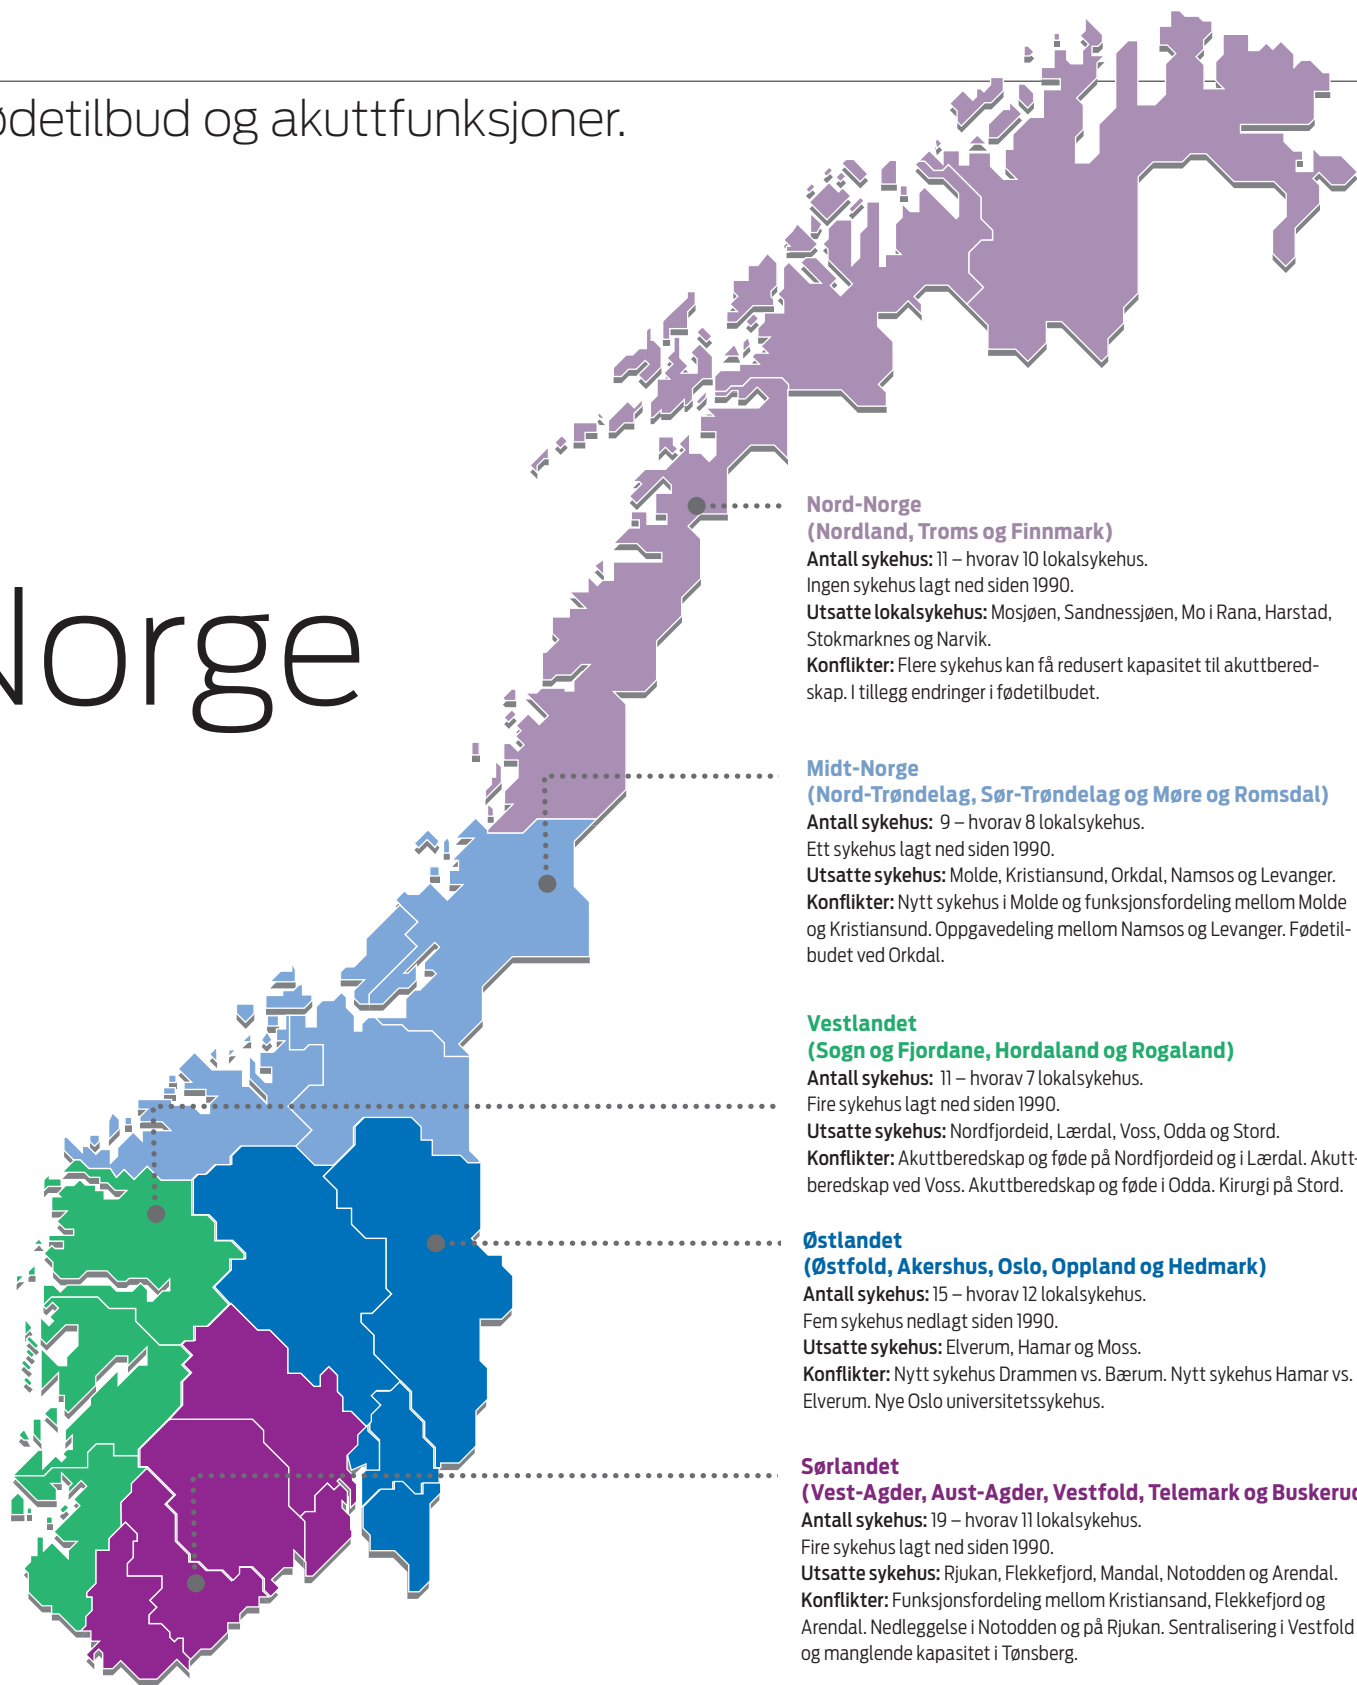 ødetilbud og akuttfunksjoner.
Norge
Nord-Norge
(Nordland, Troms og Finnmark)
Antall sykehus: 11 – hvorav 10 lokalsykehus.
Ingen sykehus lagt ned siden 1990.
Utsatte lokalsykehus: Mosjøen, Sandnessjøen, Mo i Rana, Harstad,
Stokmarknes og Narvik.
Konflikter: Flere sykehus kan få redusert kapasitet til akuttbered-
skap. I tillegg endringer i fødetilbudet.
Midt-Norge
(Nord-Trøndelag, Sør-Trøndelag og Møre og Romsdal)
Antall sykehus: 9 – hvorav 8 lokalsykehus.
Ett sykehus lagt ned siden 1990.
Utsatte sykehus: Molde, Kristiansund, Orkdal, Namsos og Levanger.
Konflikter: Nytt sykehus i Molde og funksjonsfordeling mellom Molde
og Kristiansund. Oppgavedeling mellom Namsos og Levanger. Fødetil-
budet ved Orkdal.
Vestlandet
(Sogn og Fjordane, Hordaland og Rogaland)
Antall sykehus: 11 – hvorav 7 lokalsykehus.
Fire sykehus lagt ned siden 1990.
Utsatte sykehus: Nordfjordeid, Lærdal, Voss, Odda og Stord.
Konflikter: Akuttberedskap og føde på Nordfjordeid og i Lærdal. Akutt-
beredskap ved Voss. Akuttberedskap og føde i Odda. Kirurgi på Stord.
Østlandet
(Østfold, Akershus, Oslo, Oppland og Hedmark)
Antall sykehus: 15 – hvorav 12 lokalsykehus.
Fem sykehus nedlagt siden 1990.
Utsatte sykehus: Elverum, Hamar og Moss.
Konflikter: Nytt sykehus Drammen vs. Bærum. Nytt sykehus Hamar vs.
Elverum. Nye Oslo universitetssykehus.
Sørlandet
(Vest-Agder, Aust-Agder, Vestfold, Telemark og Buskerud
Antall sykehus: 19 – hvorav 11 lokalsykehus.
Fire sykehus lagt ned siden 1990.
Utsatte sykehus: Rjukan, Flekkefjord, Mandal, Notodden og Arendal.
Konflikter: Funksjonsfordeling mellom Kristiansand, Flekkefjord og
Arendal. Nedleggelse i Notodden og på Rjukan. Sentralisering i Vestfold
og manglende kapasitet i Tønsberg.